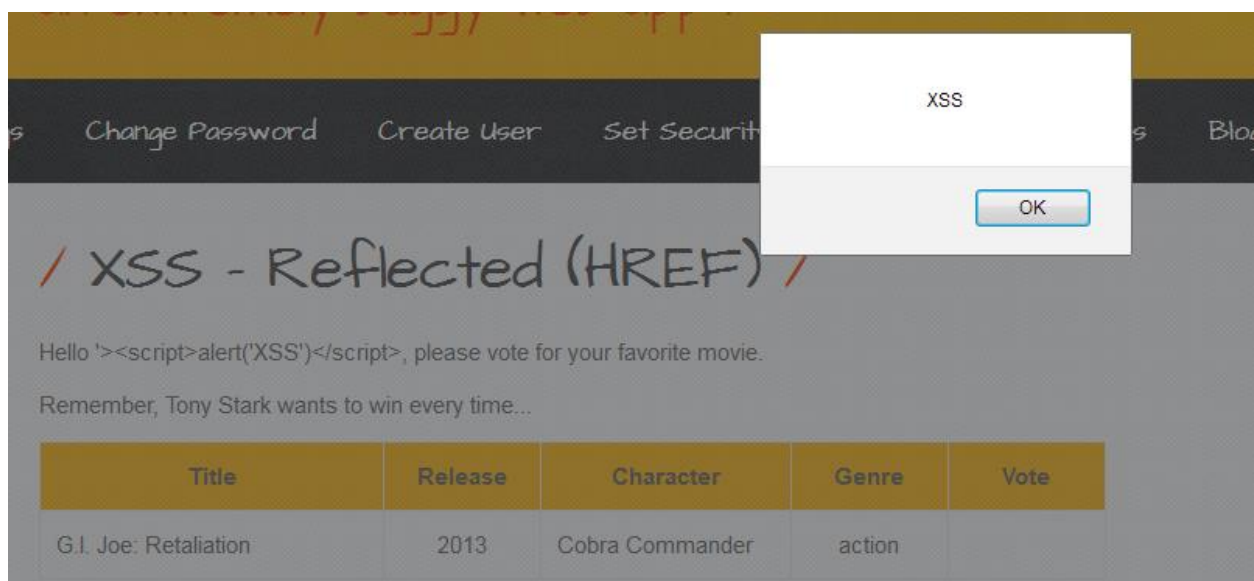 XSS
OK
Change Password Create User Set Securit
/ XSS - Reflected (HREF) /
Hello '><script>alert('XSS')</script>, please vote for your favorite movie.
Remember, Tony Stark wants to win every time...
Title Release Character Genre Vote
G.I. Joe: Retaliation 2013 Cobra Commander action